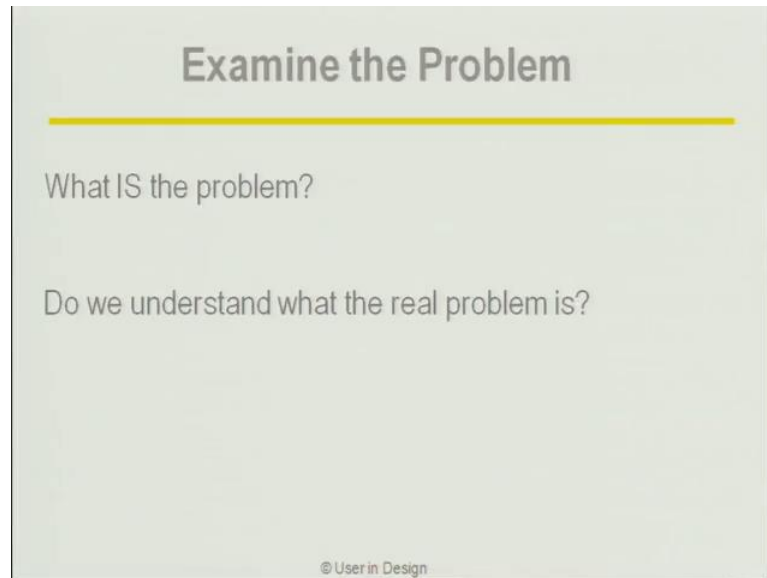 Examine the Problem
What IS the problem?
Do we understand what the real problem is?
© User in Design